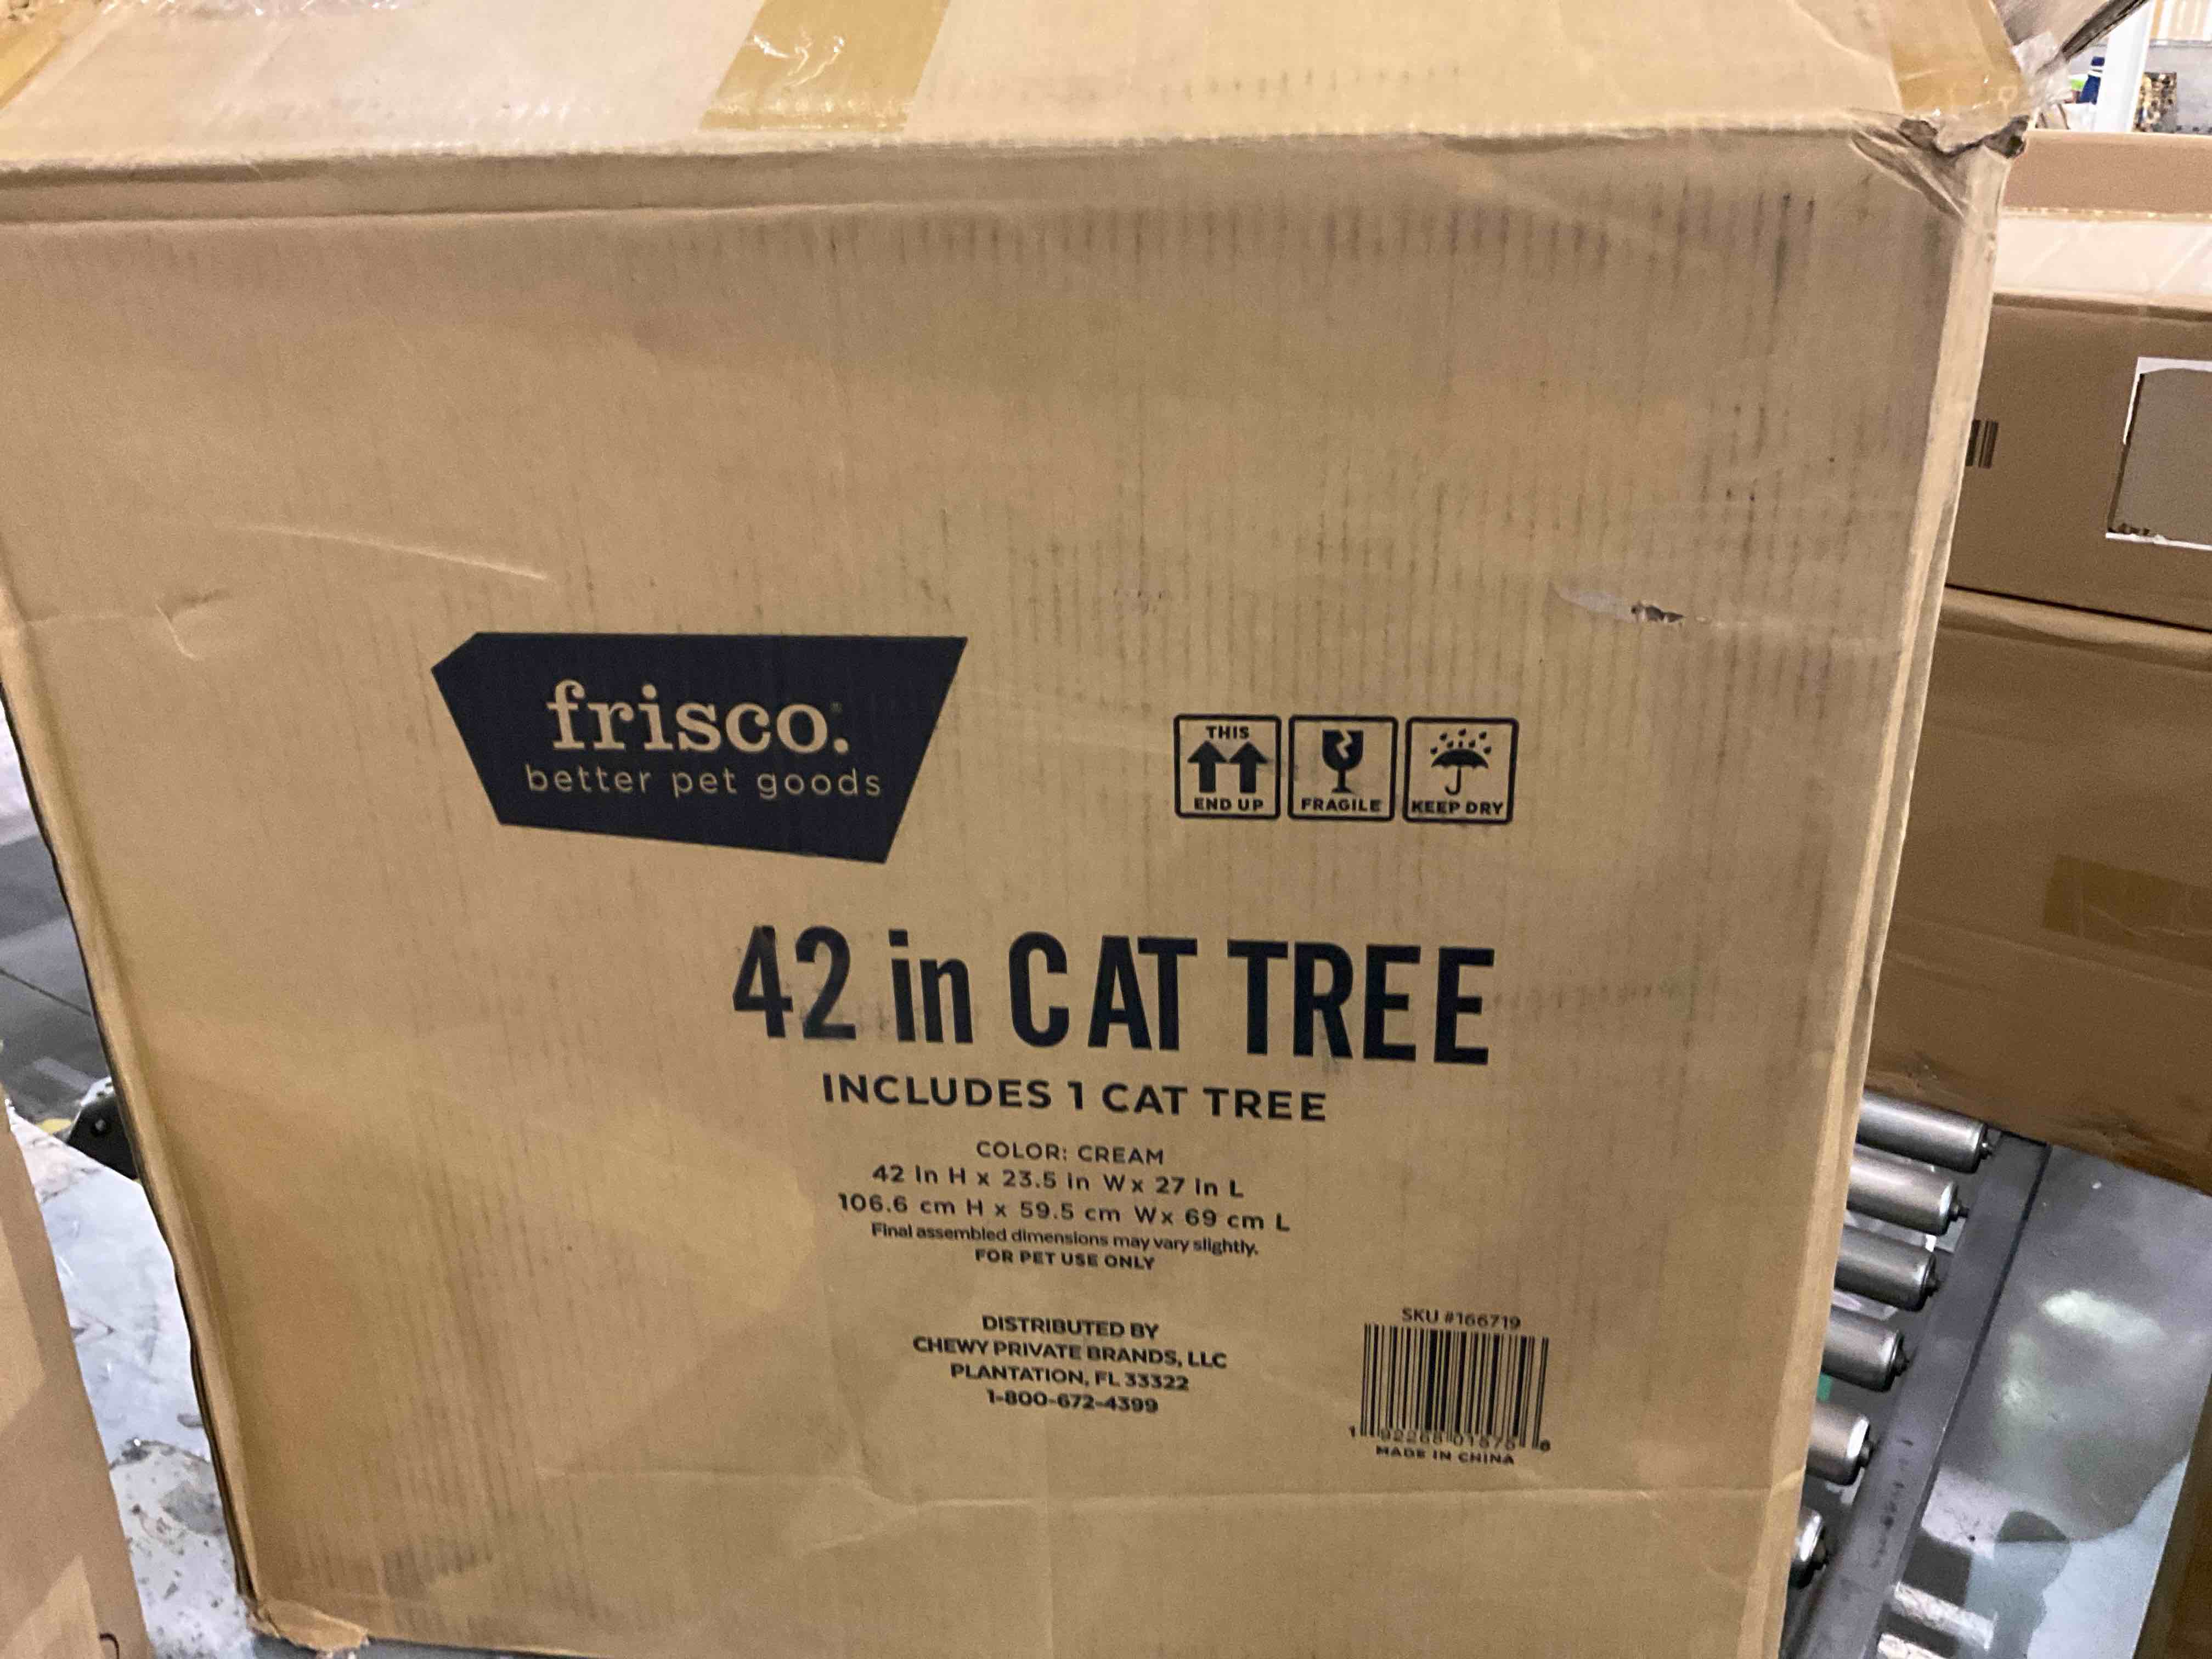 frisco.
better pet goods
THIS
END UP
FRAGILE
KEEP DRY
42 in CAT TREE
INCLUDES 1 CAT TREE
COLOR: CREAM
42 in H x 23.5 in W x 27 in L
106.6 cm H x 59.5 cm W x 69 cm L
Final assembled dimensions may vary slightly.
FOR PET USE ONLY
DISTRIBUTED BY
CHEWY PRIVATE BRANDS, LLC
PLANTATION, FL 33322
1-800-672-4399
SKU #166719
MADE IN CHINA